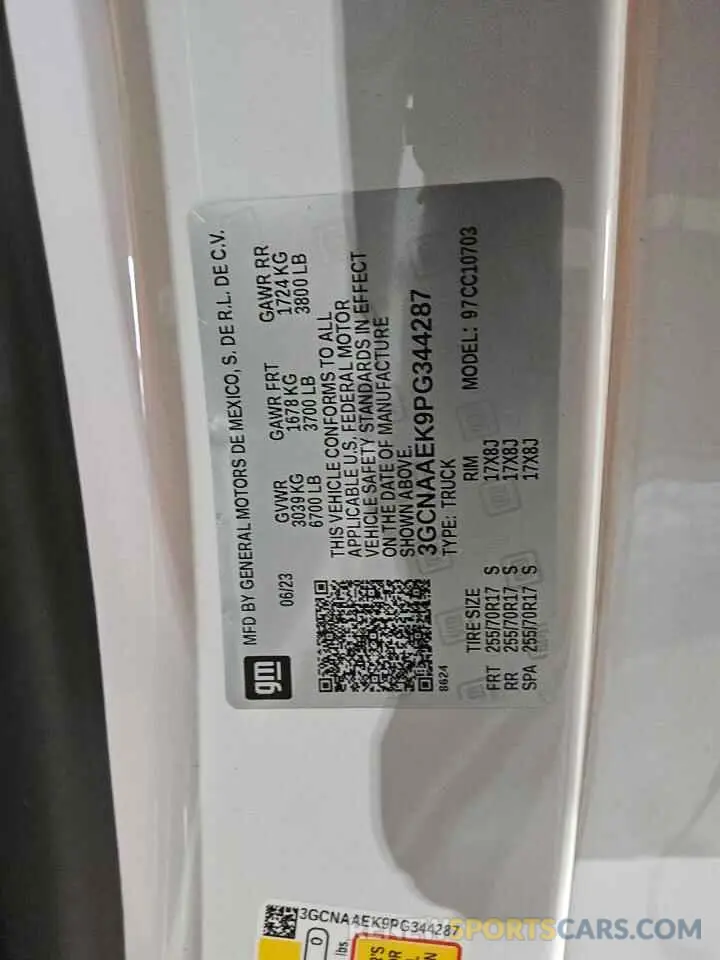 gm
MFD BY GENERAL MOTORS DE MEXICO, S. DE R.L. DE C.V.
06/23
GVWR GAWR FRT GAWR RR
3039 KG 1678 KG 1724 KG
6700 LB 3700 LB 3800 LB
THIS VEHICLE CONFORMS TO ALL
APPLICABLE U.S. FEDERAL MOTOR
VEHICLE SAFETY STANDARDS IN EFFECT
ON THE DATE OF MANUFACTURE
SHOWN ABOVE.
3GCNAAEK9PG344287
8624
TYPE: TRUCK
MODEL: 97CC10703
TIRE SIZE RIM
FRT 255/70R17 S 17X8J
RR 255/70R17 S 17X8J
SPA 255/70R17 S 17X8J
3GCNAAEK9PG344287
0
lbs.
SPORTSCARS.COM